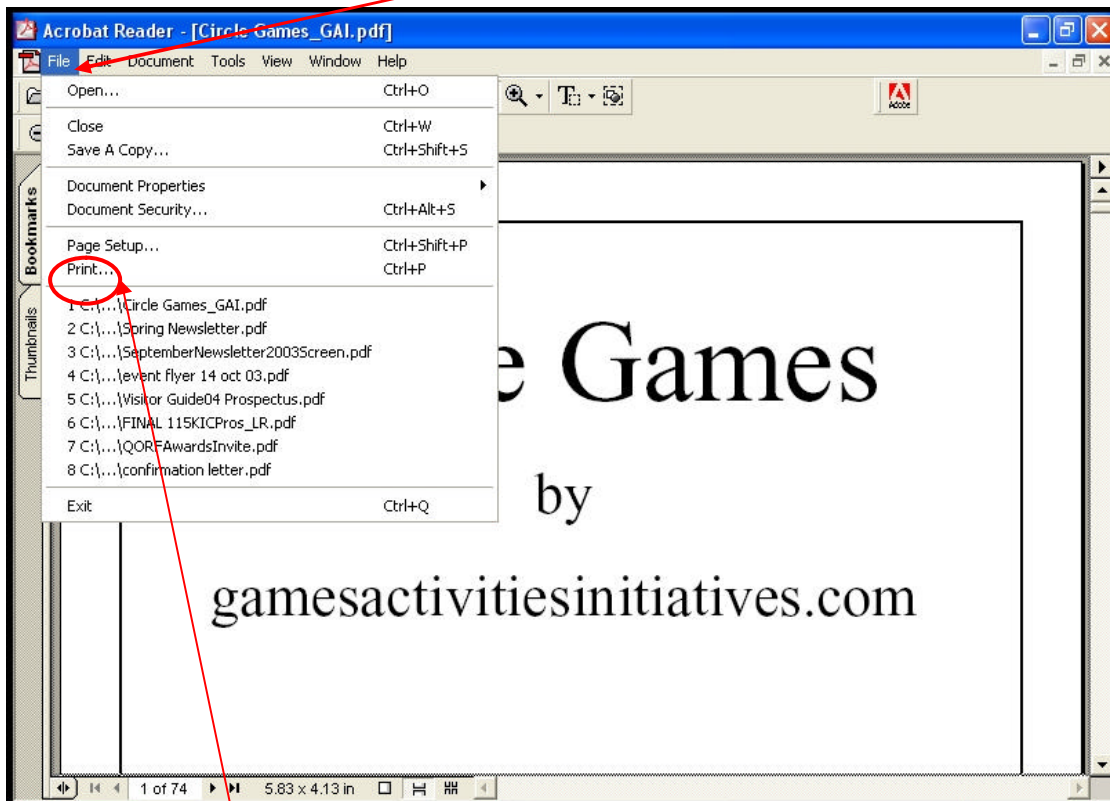 Acrobat Reader - [Circle Games_GAI.pdf]
File Edit Document Tools View Window Help
Adobe
Open... Ctrl+O
Close Ctrl+W
Save A Copy... Ctrl+Shift+S
Document Properties
Document Security... Ctrl+Alt+S
Page Setup... Ctrl+Shift+P
Print... Ctrl+P
1 C:\...\Circle Games_GAI.pdf
2 C:\...\Spring Newsletter.pdf
3 C:\...\SeptemberNewsletter2003Screen.pdf
4 C:\...\event flyer 14 oct 03.pdf
5 C:\...\Visitor Guide04 Prospectus.pdf
6 C:\...\FINAL 115KICPros_LR.pdf
7 C:\...\QORFAwardsInvite.pdf
8 C:\...\confirmation letter.pdf
Exit Ctrl+Q
Bookmarks
Thumbnails
e Games
by
gamesactivitiesinitiatives.com
1 of 74 5.83 x 4.13 in